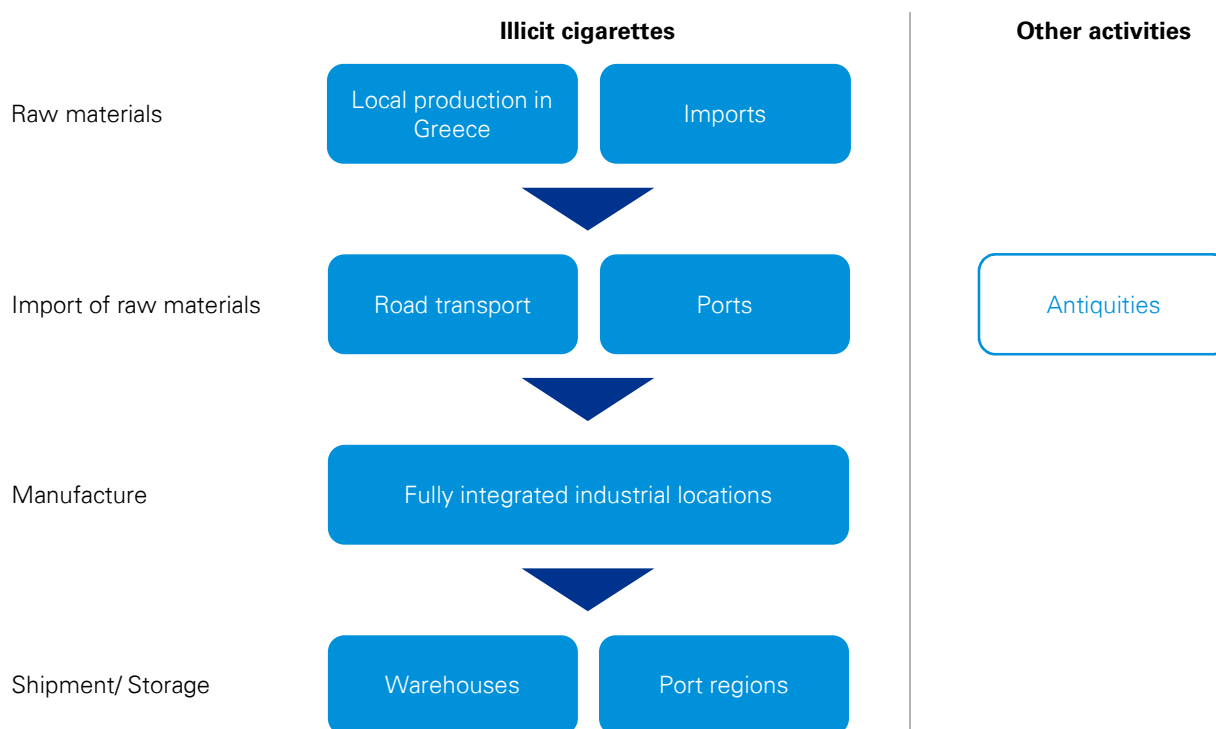 Illicit cigarettes
Other activities
Raw materials
Local production in
Greece
Imports
Import of raw materials
Road transport
Ports
Antiquities
Manufacture
Fully integrated industrial locations
Shipment/ Storage
Warehouses
Port regions